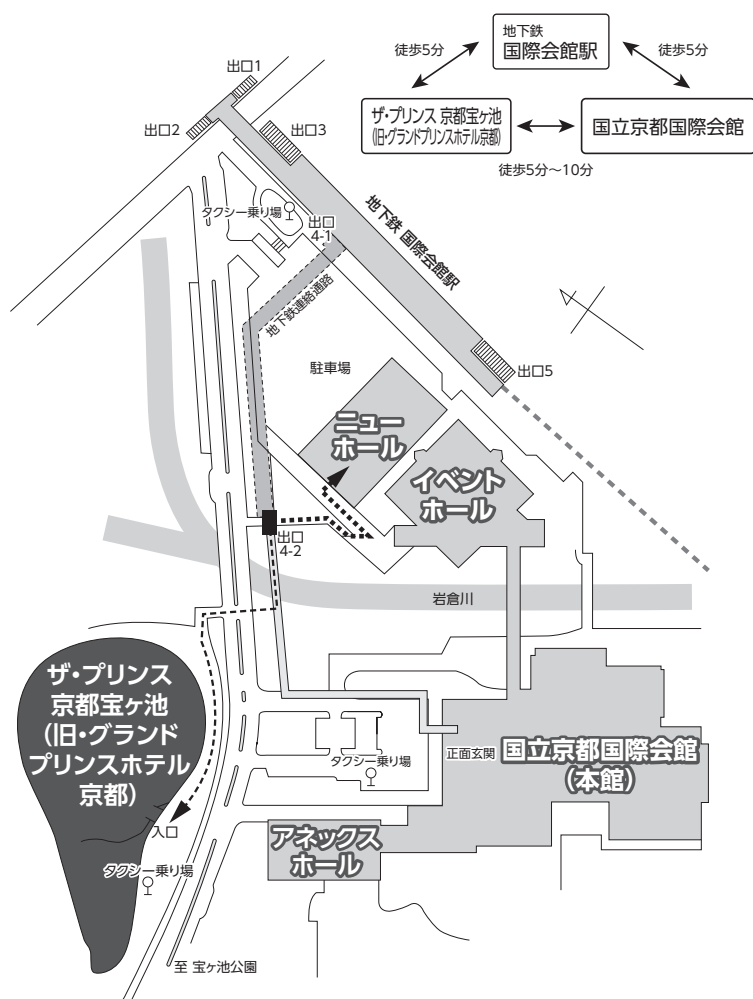 地下鉄
国際会館駅
徒歩5分
徒歩5分
ザ・プリンス 京都宝ヶ池
(旧・グランドプリンスホテル京都)
国立京都国際会館
徒歩5分〜10分
出口1
出口2
出口3
タクシー乗り場
出口
4-1
地下鉄 国際会館駅
地下鉄連絡通路
駐車場
出口5
ニュー
ホール
イベント
ホール
出口
4-2
岩倉川
ザ・プリンス
京都宝ヶ池
(旧・グランド
プリンスホテル
京都)
正面玄関
国立京都国際会館
(本館)
タクシー乗り場
入口
アネックス
ホール
タクシー乗り場
至 宝ヶ池公園